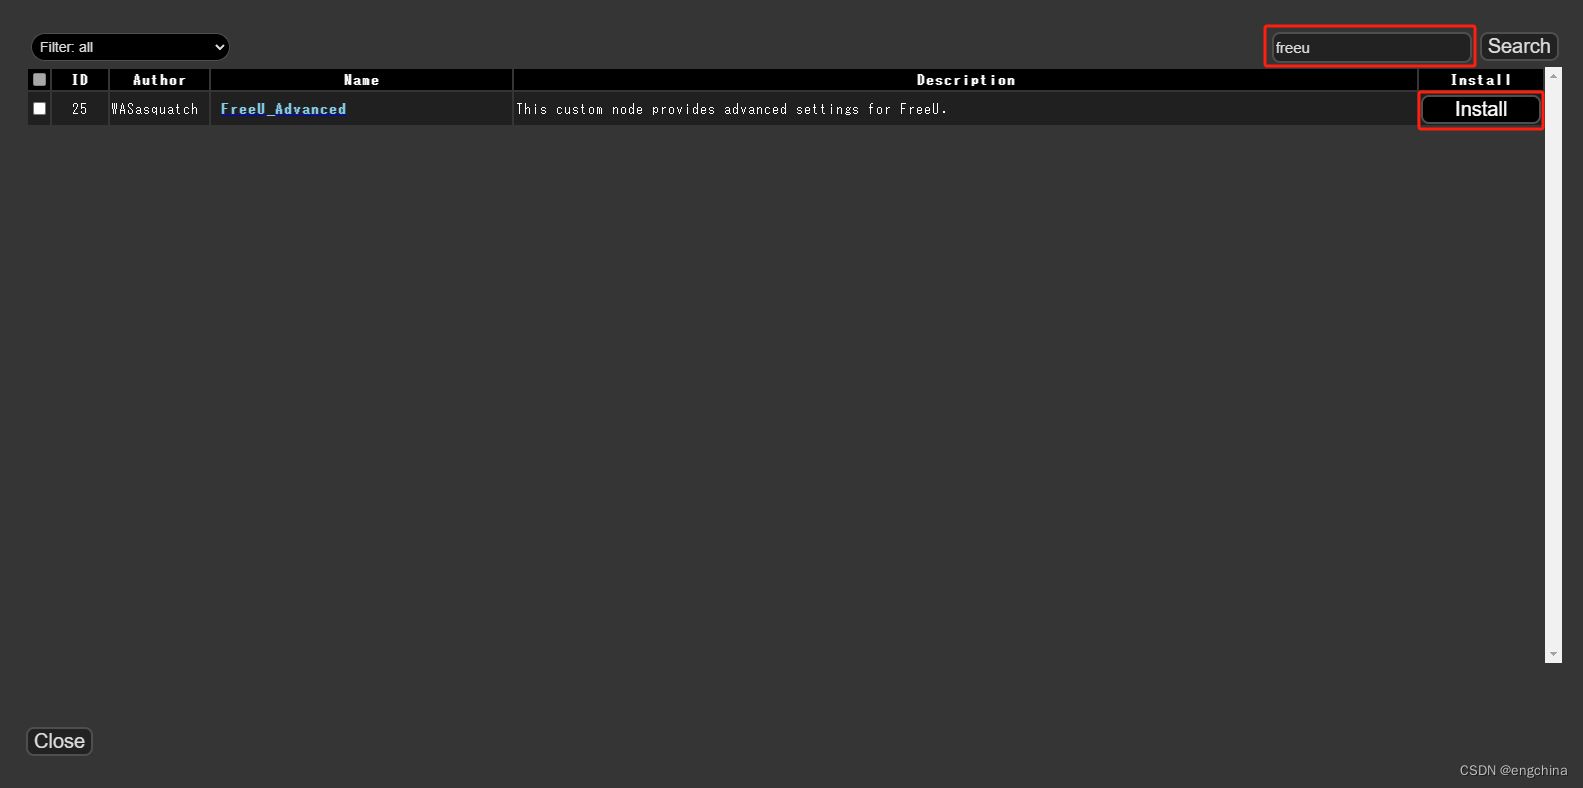 Filter: all
freeu
Search
ID Author Name Description Install
25 WASasquatch FreeU_Advanced This custom node provides advanced settings for FreeU. Install
Close
CSDN @engchina